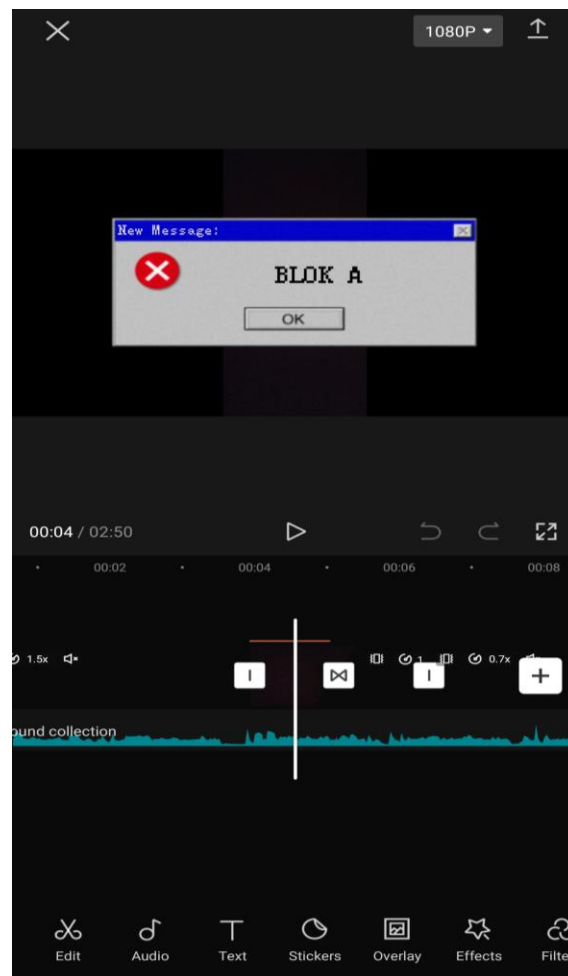 1080P
New Message:
BLOK A
OK
00:04 / 02:50
00:02 00:04 00:06 00:08
1.5x 1 0.7x
ound collection
Edit Audio Text Stickers Overlay Effects Filte